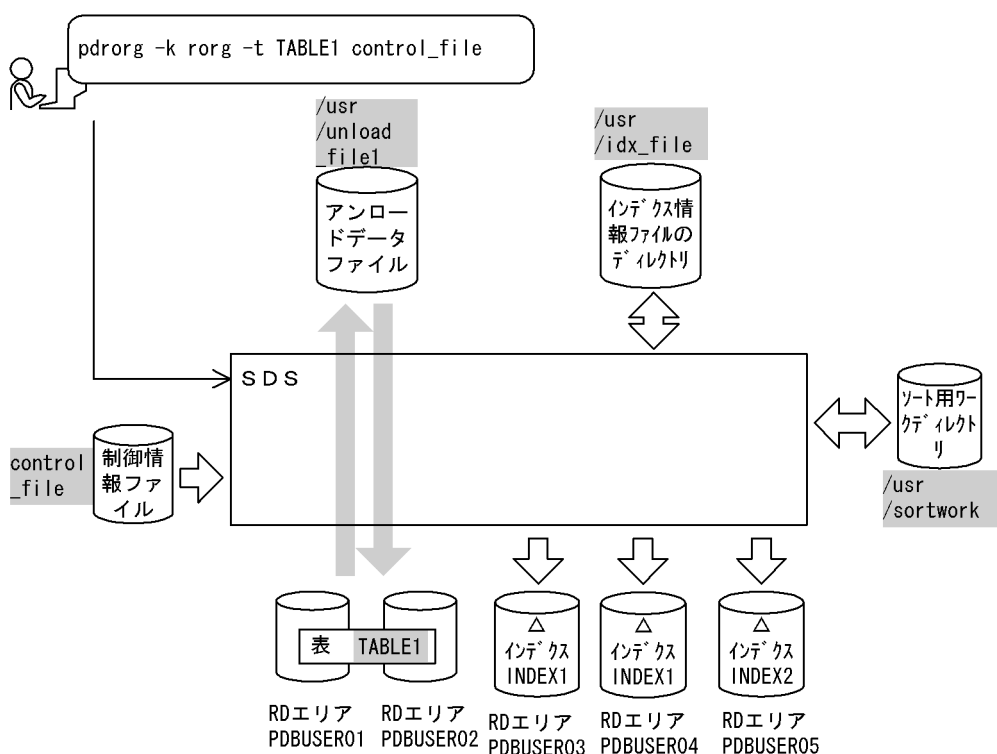 pdrorg -k rorg -t TABLE1 control_file
/usr
/unload
_file1
アンロー
ドデータ
ファイル
/usr
/idx_file
インデクス情
報ファイルの
ディレクトリ
SDS
ソート用ワー
クディレクト
リ
/usr
/sortwork
control
_file
制御情
報ファ
イル
表 TABLE1
RDエリア
PDBUSER01
RDエリア
PDBUSER02
△
インデクス
INDEX1
RDエリア
PDBUSER03
△
インデクス
INDEX1
RDエリア
PDBUSER04
△
インデクス
INDEX2
RDエリア
PDBUSER05